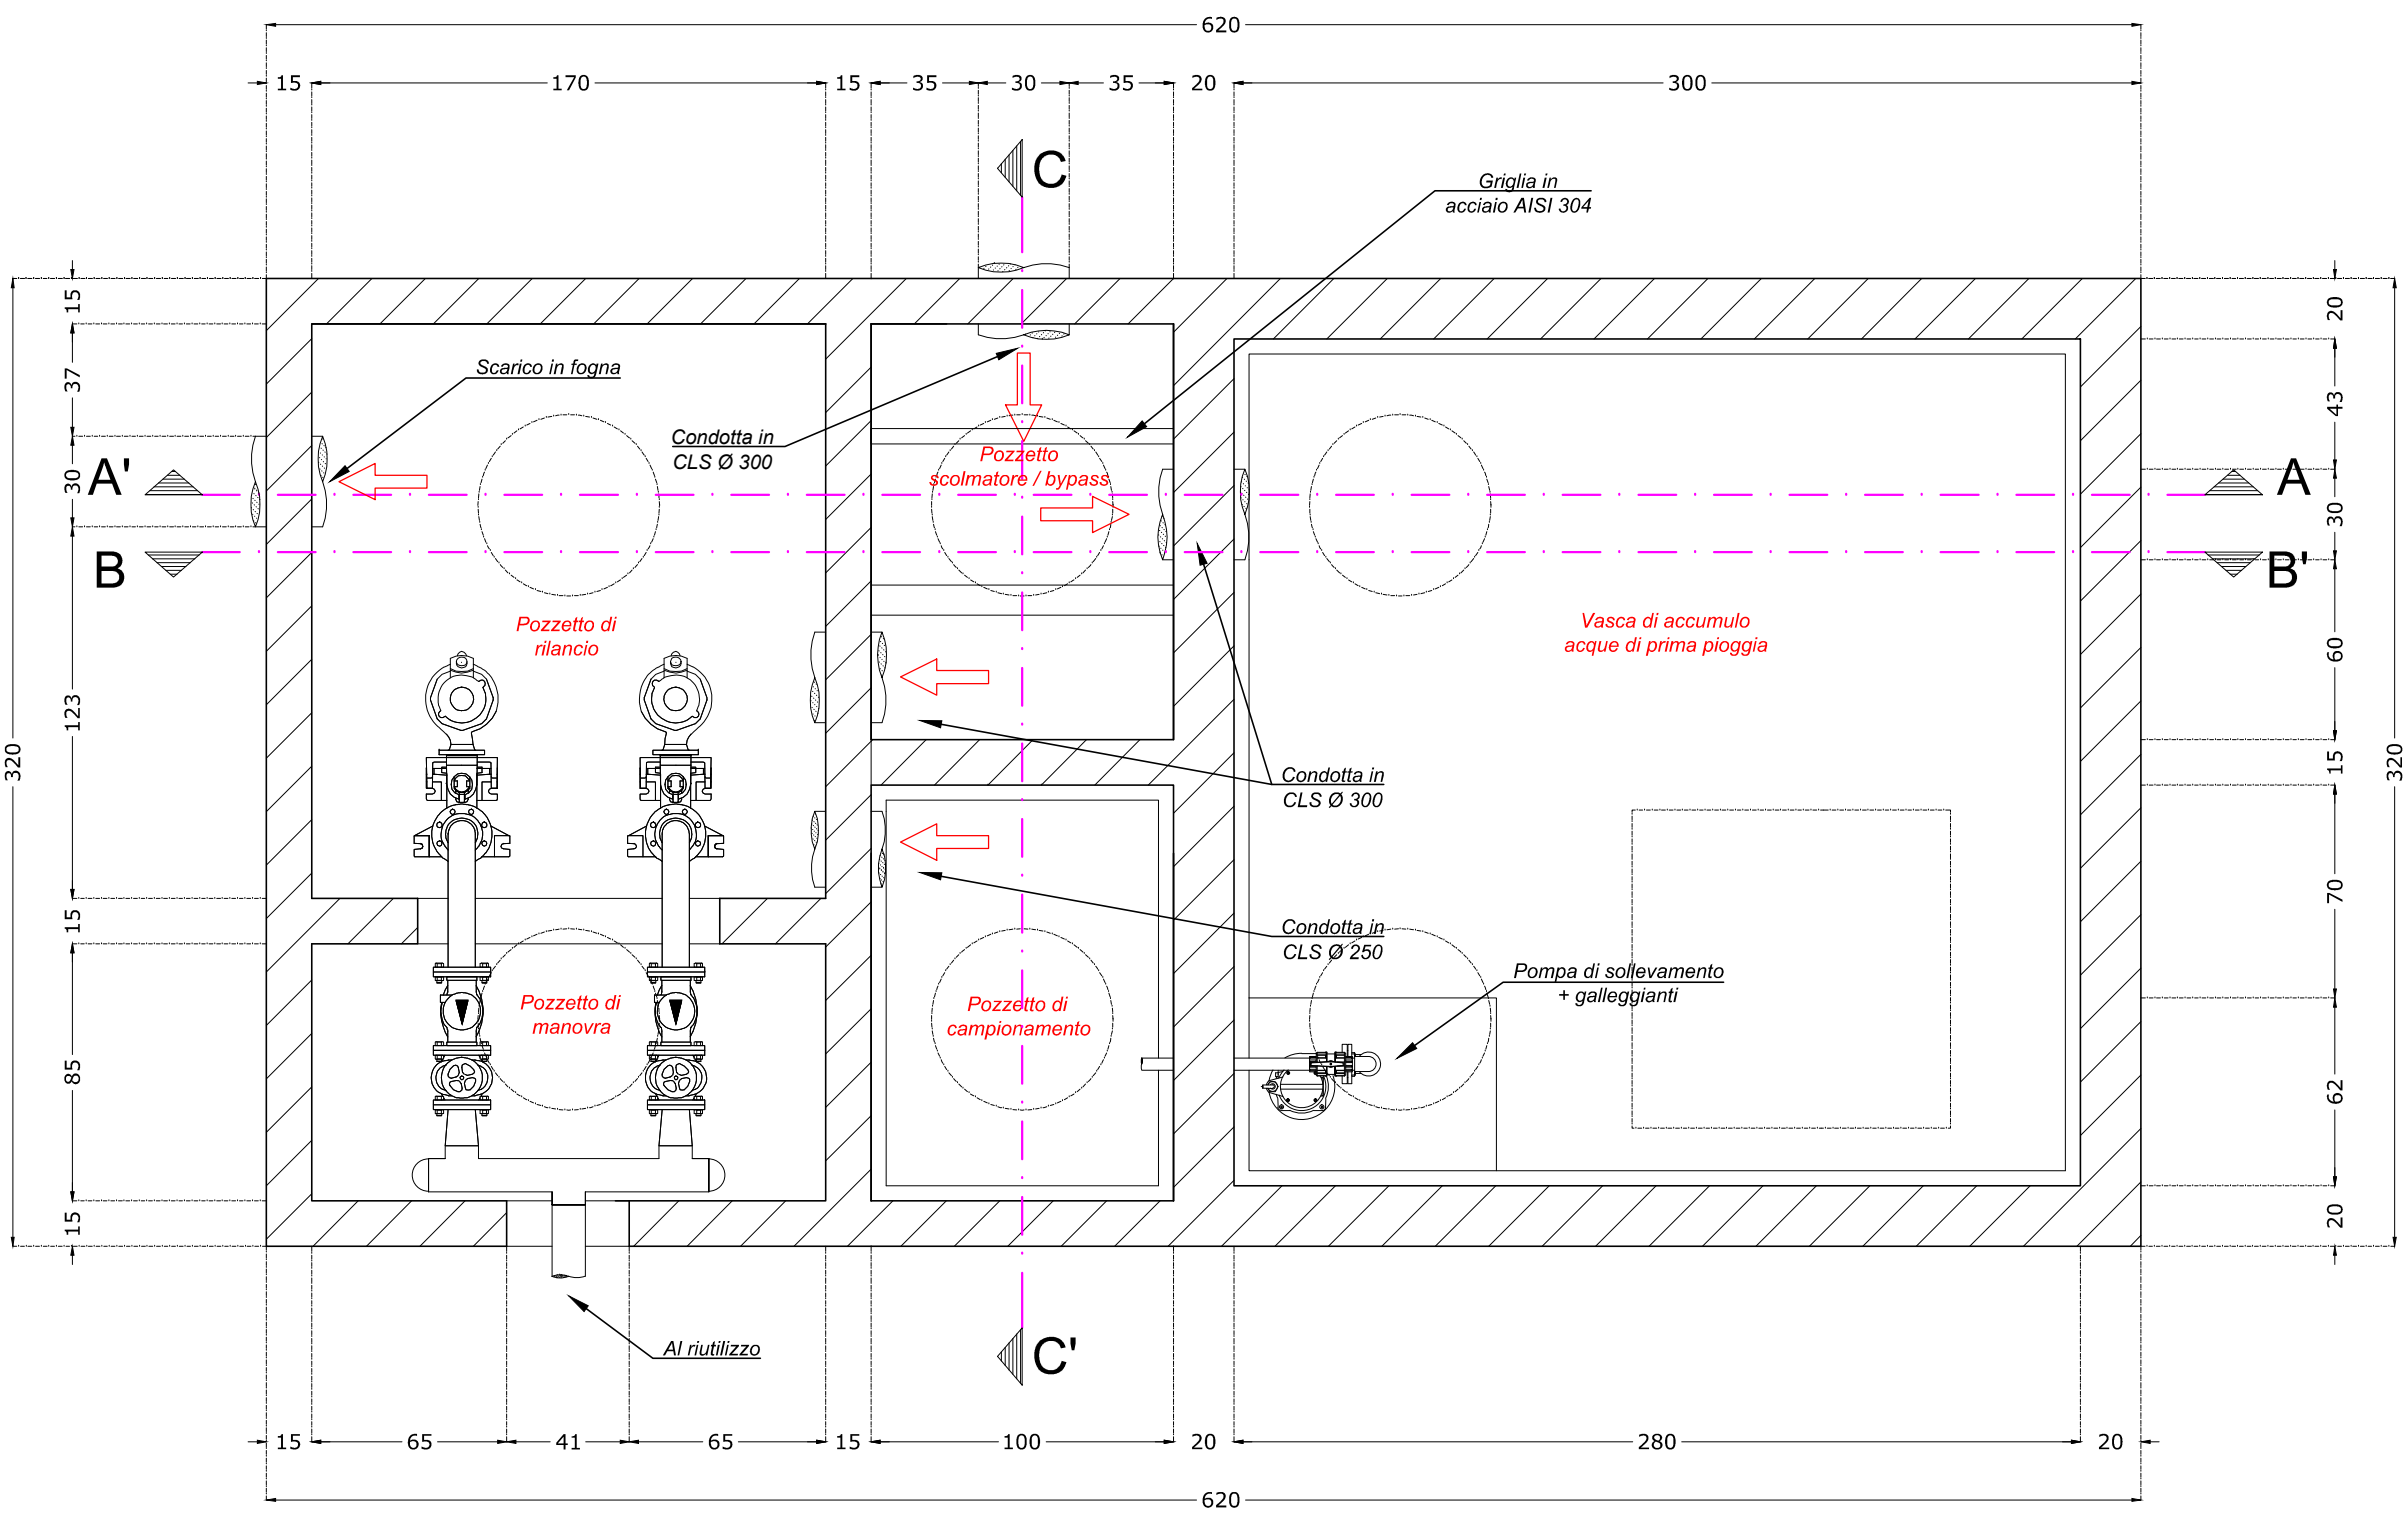 620
15 170 15 35 30 35 20 300
C
Griglia in
acciaio AISI 304
15
20
Scarico in fogna
37
43
Condotta in
CLS Ø 300
Pozzetto
scolmatore / bypass
A'
30
A
30
B
B'
Pozzetto di
rilancio
Vasca di accumulo
acque di prima pioggia
60
123
320
15
320
Condotta in
CLS Ø 300
70
15
Condotta in
CLS Ø 250
Pompa di sollevamento
+ galleggianti
Pozzetto di
manovra
Pozzetto di
campionamento
85
62
15
20
Al riutilizzo
C'
15 65 41 65 15 100 20 280 20
620